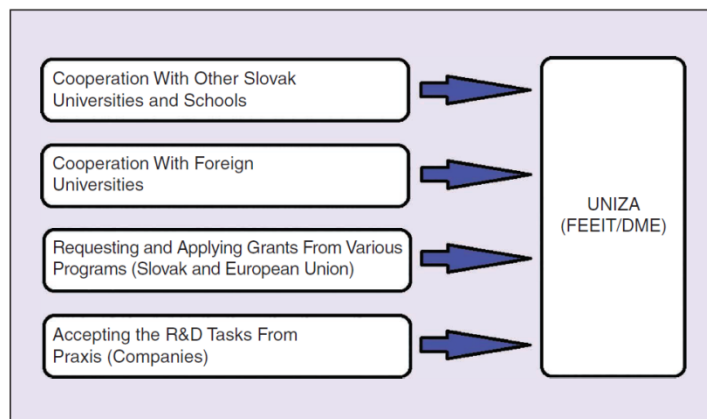 Cooperation With Other Slovak
Universities and Schools
Cooperation With Foreign
Universities
Requesting and Applying Grants From Various
Programs (Slovak and European Union)
Accepting the R&D Tasks From
Praxis (Companies)
UNIZA
(FEEIT/DME)